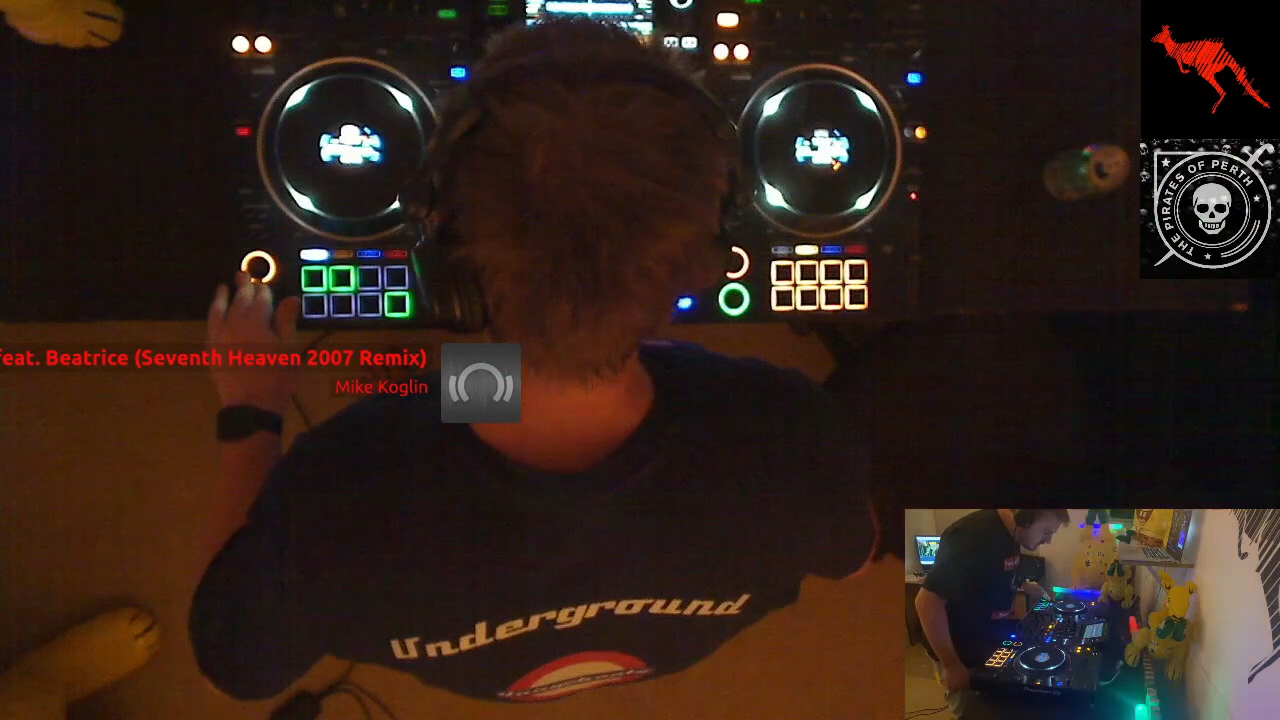 THE PIRATES OF PERTH
feat. Beatrice (Seventh Heaven 2007 Remix)
Mike Koglin
Underground